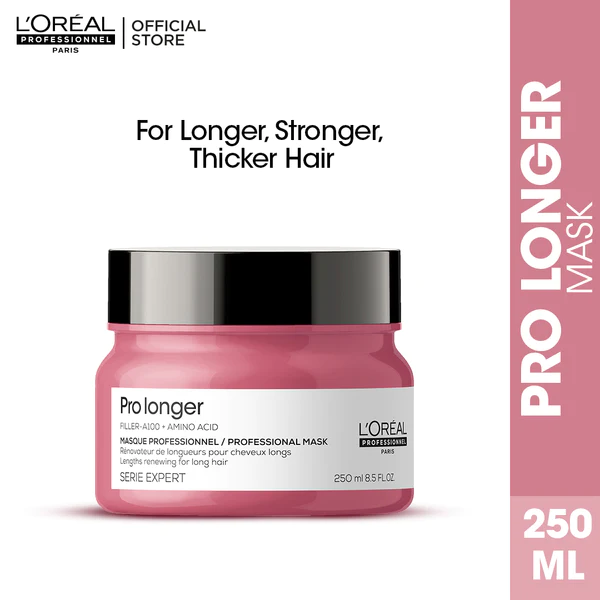 L'ORÉAL
PROFESSIONNEL
PARIS
OFFICIAL
STORE
For Longer, Stronger,
Thicker Hair
Pro longer
FILLER-A100 + AMINO ACID
MASQUE PROFESSIONNEL / PROFESSIONAL MASK
Rénovateur de longueurs pour cheveux longs
Lengths renewing for long hair
SERIE EXPERT
L'ORÉAL
PROFESSIONNEL
PARIS
250 ml 8.5 FL.OZ.
PRO LONGER
MASK
250
ML